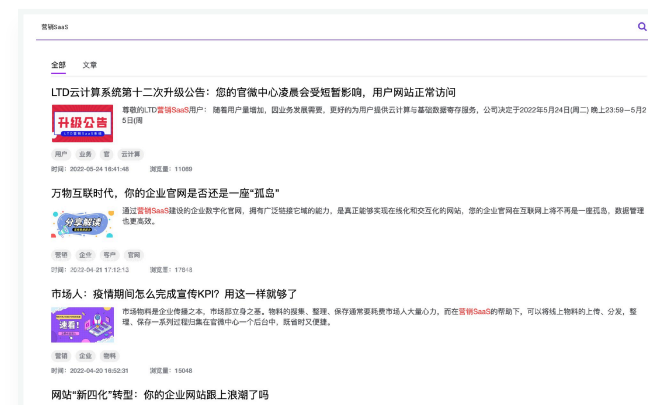 营销SaaS
全部 文章
LTD云计算系统第十二次升级公告：您的官微中心凌晨会受短暂影响，用户网站正常访问
尊敬的LTD营销SaaS用户： 随着用户量增加，因业务发展需要，更好的为用户提供云计算与基础数据寄存服务，公司决定于2022年5月24日(周二) 晚上23:59—5月2
5日(周
升级公告
LTD营销SaaS系统
用户 业务 官 云计算
时间：2022-05-24 16:41:48 浏览量：11069
万物互联时代，你的企业官网是否还是一座“孤岛”
通过营销SaaS建设的企业数字化官网，拥有广泛链接它域的能力，是真正能够实现在线化和交互化的网站，您的企业官网在互联网上将不再是一座孤岛，数据管理
也更高效。
分享解读
营销 企业 客户 官网
时间：2022-04-21 17:12:13 浏览量：17648
市场人：疫情期间怎么完成宣传KPI？用这一样就够了
市场物料是企业传播之本，市场部立身之基。物料的搜集、整理、保存通常要耗费市场人大量心力，而在营销SaaS的帮助下，可以将线上物料的上传，分发，整
理、保存一系列过程归集在官微中心一个后台中，既省时又便捷。
速看！
营销 企业 物料
时间：2022-04-20 16:52:31 浏览量：15048
网站“新四化”转型：你的企业网站跟上浪潮了吗